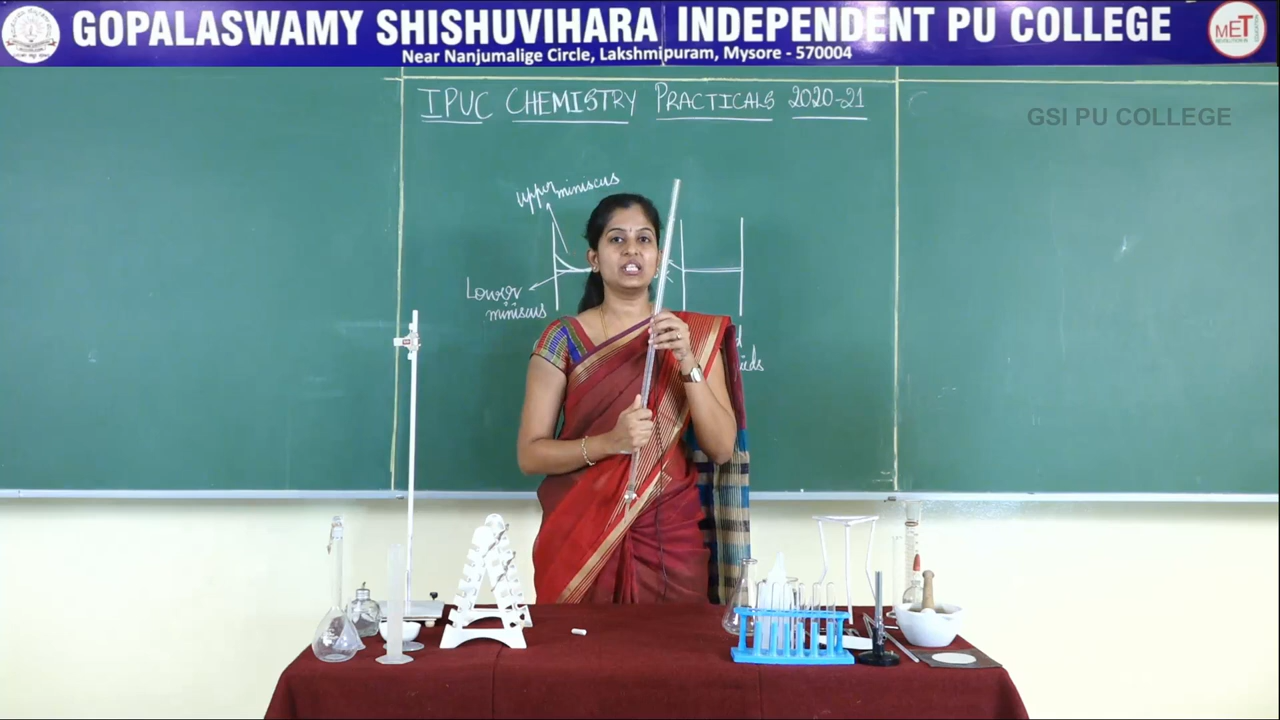 GOPALASWAMY SHISHUVIHARA INDEPENDENT PU COLLEGE
Near Nanjumalige Circle, Lakshmipuram, Mysore - 570004
MET
IPUC CHEMISTRY PRACTICALS 2020-21
GSI PU COLLEGE
Upper miniscus
Lower
miniscus